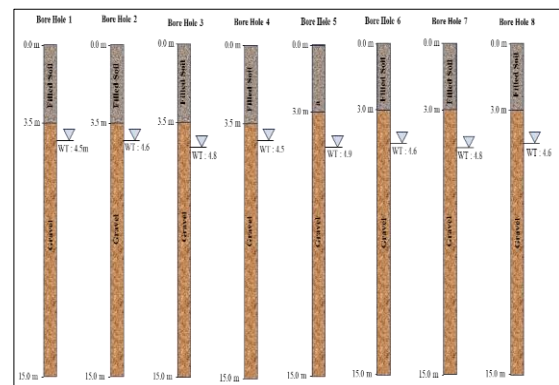 Bore Hole 1 Bore Hole 2 Bore Hole 3 Bore Hole 4 Bore Hole 5 Bore Hole 6 Bore Hole 7 Bore Hole 8
0.0 m 0.0 m 0.0 m 0.0 m 0.0 m 0.0 m 0.0 m 0.0 m
Filled Soil Filled Soil Filled Soil Filled Soil Filled Soil Filled Soil Filled Soil
3.5 m 3.5 m 3.5 m 3.5 m 3.0 m 3.0 m 3.0 m 3.0 m
WT : 4.5m WT : 4.6 WT : 4.8 WT : 4.5 WT : 4.9 WT : 4.6 WT : 4.8 WT : 4.6
Gravel Gravel Gravel Gravel Gravel Gravel Gravel Gravel
15.0 m 15.0 m 15.0 m 15.0 m 15.0 m 15.0 m 15.0 m 15.0 m